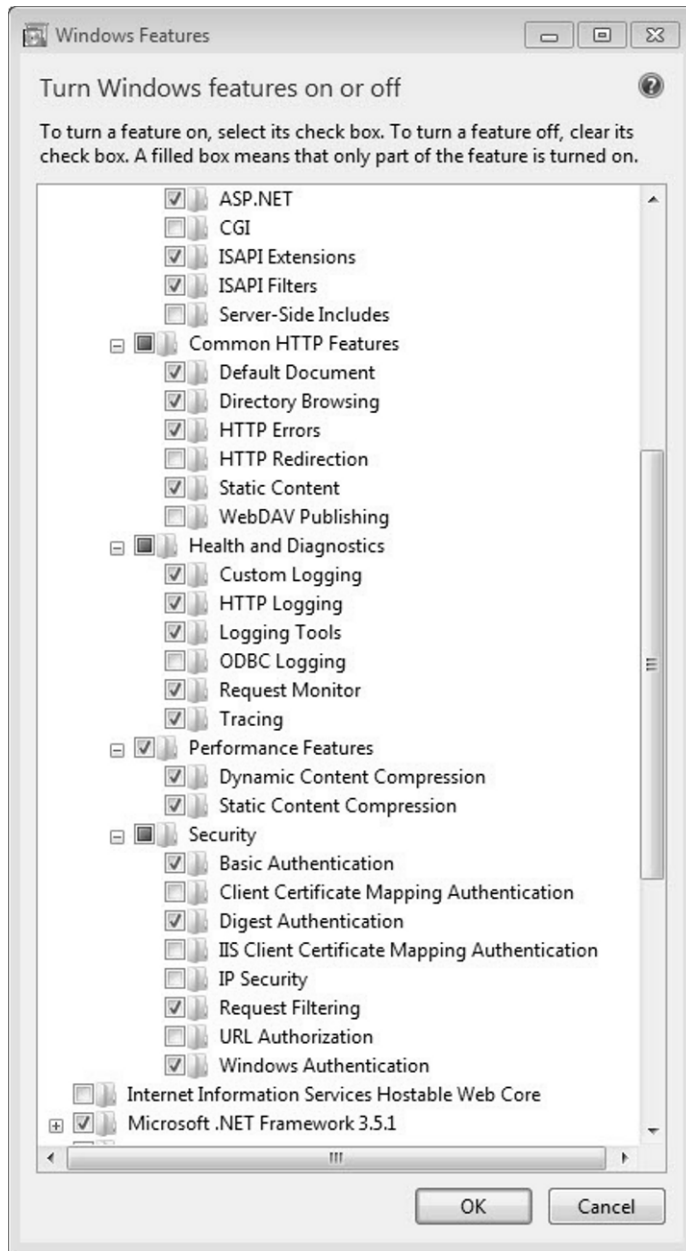 Windows Features
Turn Windows features on or off
To turn a feature on, select its check box. To turn a feature off, clear its
check box. A filled box means that only part of the feature is turned on.
ASP.NET
CGI
ISAPI Extensions
ISAPI Filters
Server-Side Includes
Common HTTP Features
Default Document
Directory Browsing
HTTP Errors
HTTP Redirection
Static Content
WebDAV Publishing
Health and Diagnostics
Custom Logging
HTTP Logging
Logging Tools
ODBC Logging
Request Monitor
Tracing
Performance Features
Dynamic Content Compression
Static Content Compression
Security
Basic Authentication
Client Certificate Mapping Authentication
Digest Authentication
IIS Client Certificate Mapping Authentication
IP Security
Request Filtering
URL Authorization
Windows Authentication
Internet Information Services Hostable Web Core
Microsoft .NET Framework 3.5.1
OK Cancel